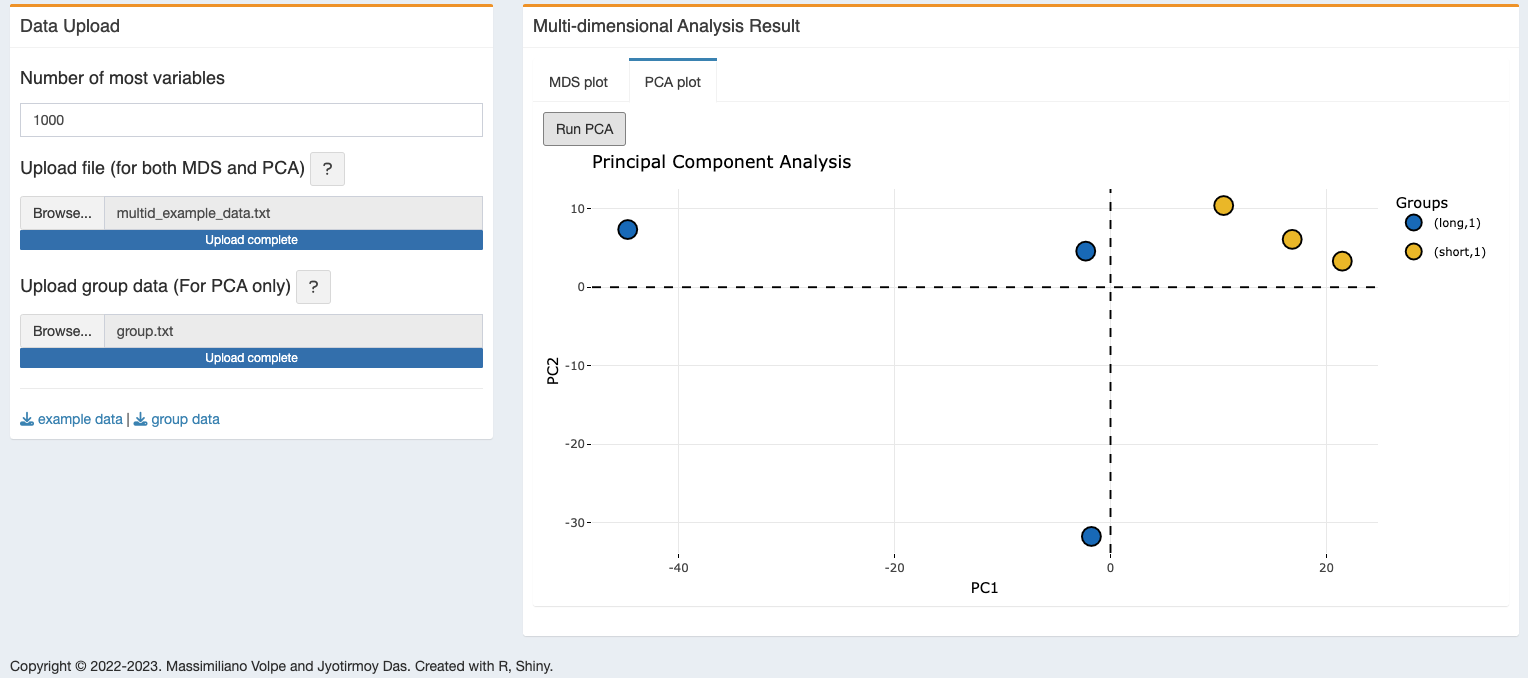 Data Upload
Number of most variables
1000
Upload file (for both MDS and PCA) ?
Browse... multid_example_data.txt
Upload complete
Upload group data (For PCA only) ?
Browse... group.txt
Upload complete
example data | group data
Multi-dimensional Analysis Result
MDS plot PCA plot
Run PCA
Principal Component Analysis
10
0
-10
-20
-30
PC2
-40 -20 0 20
PC1
Groups
(long,1)
(short,1)
Copyright © 2022-2023. Massimiliano Volpe and Jyotirmoy Das. Created with R, Shiny.